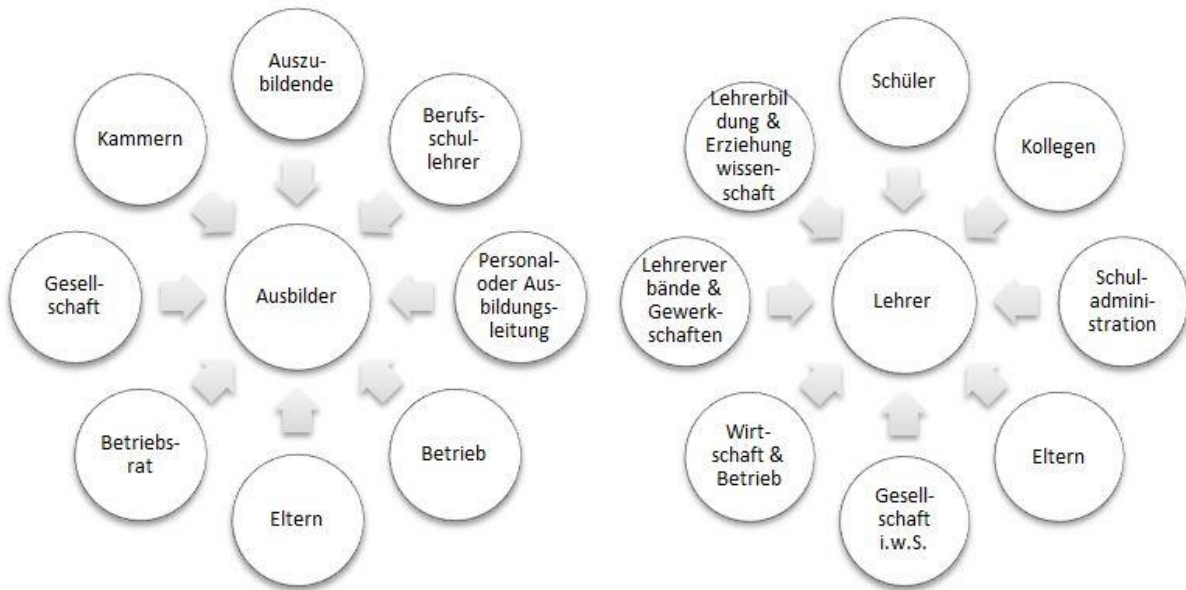 Auszu-
bildende
Berufs-
schul
lehrer
Personal-
oder Aus-
bildungs-
leitung
Betrieb
Eltern
Betriebs-
rat
Gesell-
schaft
Kammern
Ausbilder
Schüler
Kollegen
Schul-
admini-
stration
Eltern
Gesell-
schaft
i.w.S.
Wirt-
schaft &
Betrieb
Lehrerver
bände &
Gewerk-
schaften
Lehrerbil
dung &
Erziehung
wissen-
schaft
Lehrer